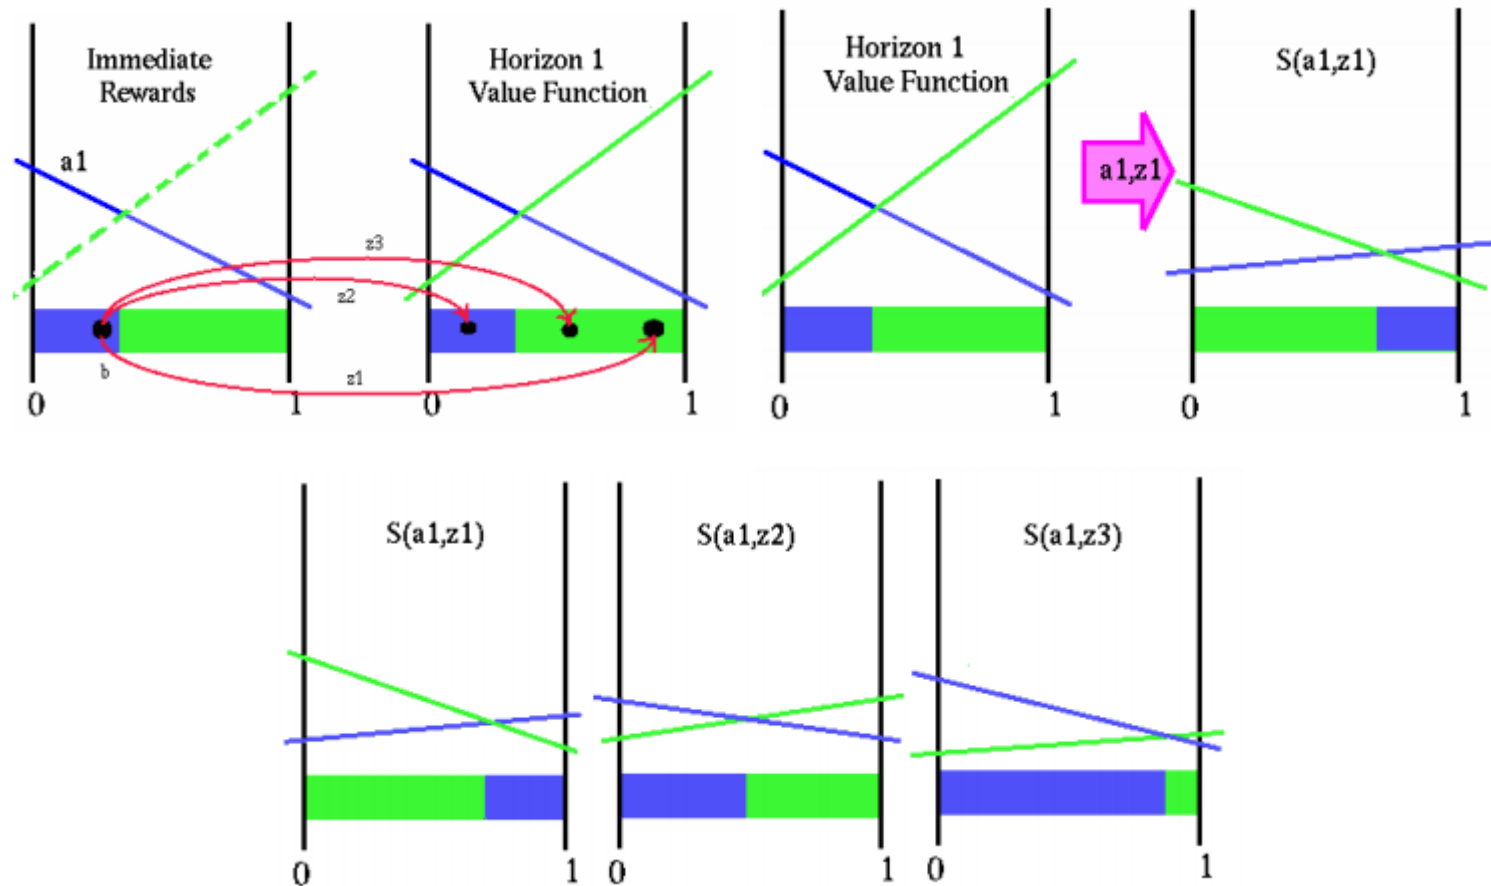 Immediate
Rewards
a1
z3
z2
b
z1
0
1
Horizon 1
Value Function
0
1
Horizon 1
Value Function
0
1
a1,z1
S(a1,z1)
0
1
S(a1,z1)
0
1
S(a1,z2)
0
1
S(a1,z3)
0
1